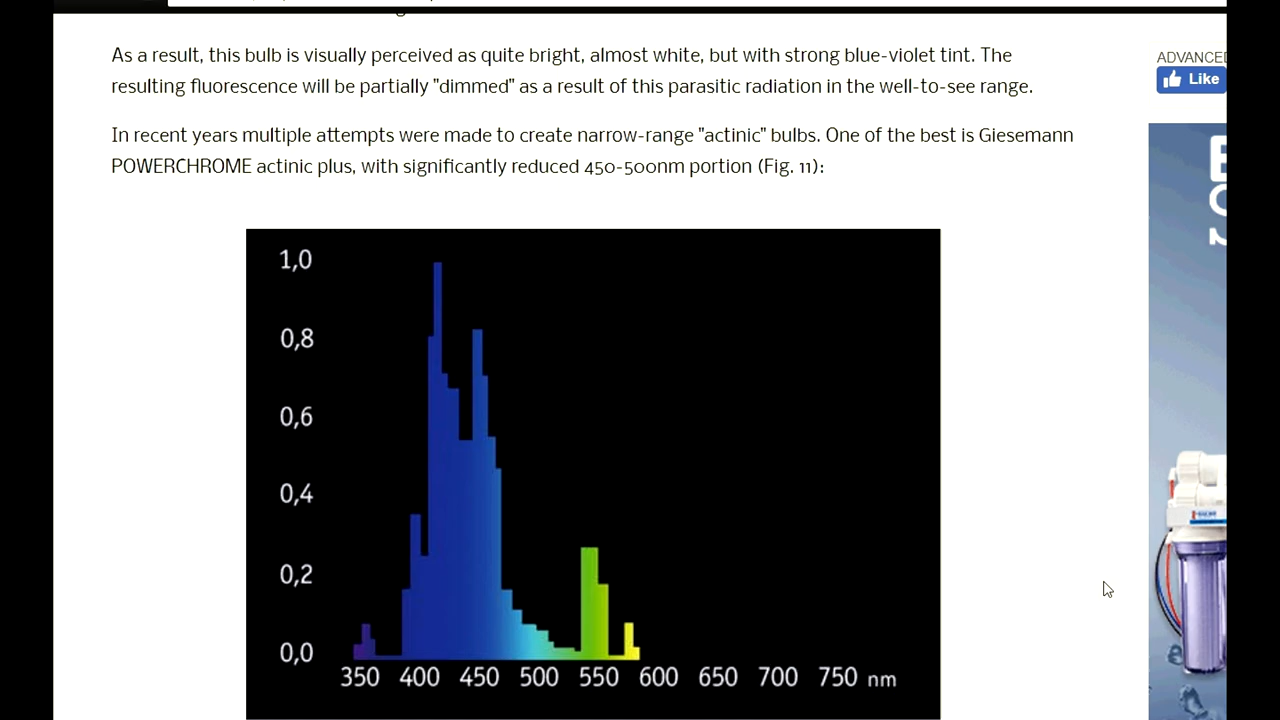 As a result, this bulb is visually perceived as quite bright, almost white, but with strong blue-violet tint. The
resulting fluorescence will be partially "dimmed" as a result of this parasitic radiation in the well-to-see range.
In recent years multiple attempts were made to create narrow-range "actinic" bulbs. One of the best is Giesemann
POWERCHROME actinic plus, with significantly reduced 450-500nm portion (Fig. 11):
1,0
0,8
0,6
0,4
0,2
0,0
350 400 450 500 550 600 650 700 750 nm
Like